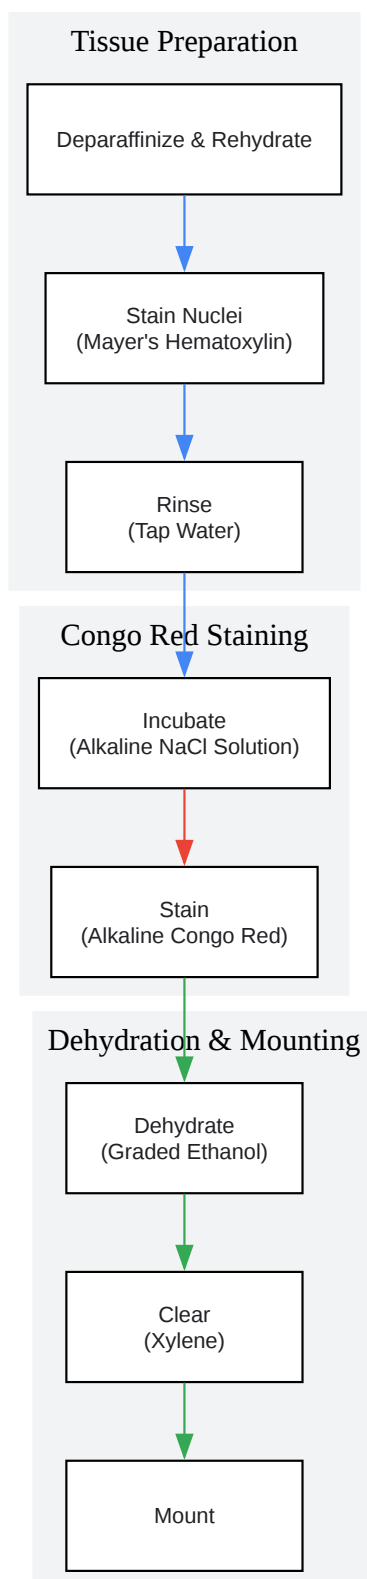 Tissue Preparation
Deparaffinize & Rehydrate
Stain Nuclei
(Mayer's Hematoxylin)
Rinse
(Tap Water)
Congo Red Staining
Incubate
(Alkaline NaCl Solution)
Stain
(Alkaline Congo Red)
Dehydration & Mounting
Dehydrate
(Graded Ethanol)
Clear
(Xylene)
Mount